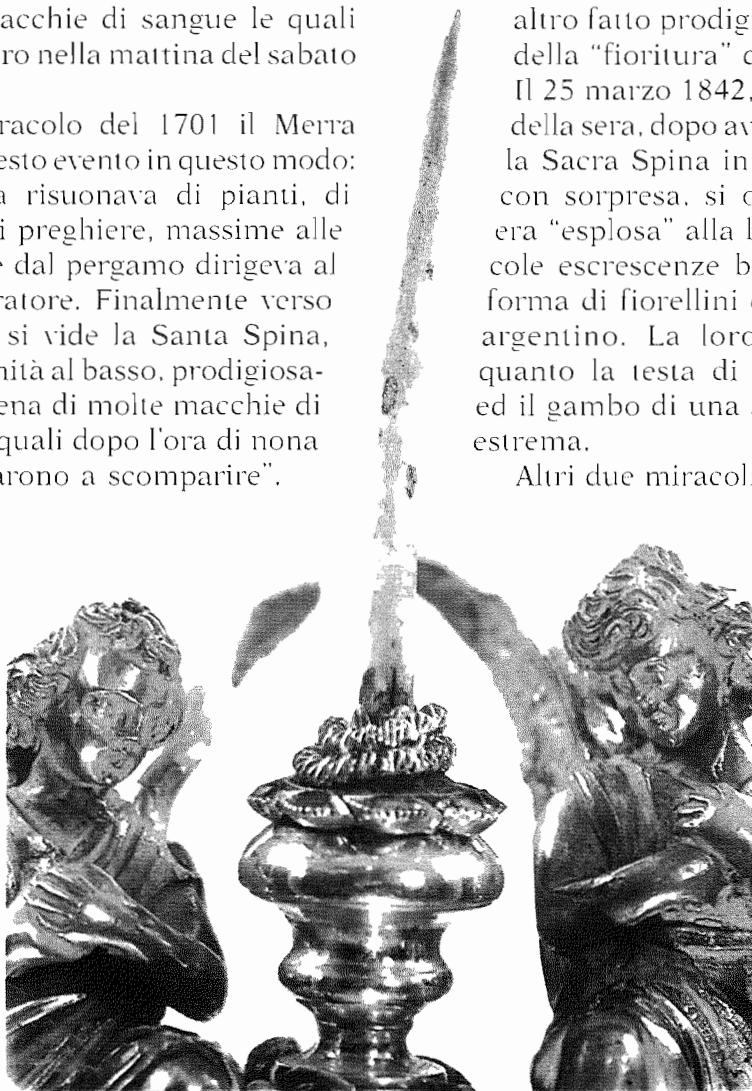 acchie di sangue le quali
ro nella mattina del sabato
racolo del 1701 il Merra
esto evento in questo modo:
a risuonava di pianti, di
i preghiere, massime alle
e dal pergamo dirigeva al
ratore. Finalmente verso
si vide la Santa Spina,
nità al basso, prodigiosa-
ena di molte macchie di
quali dopo l'ora di nona
arono a scomparire".
altro fatto prodig
della "fioritura"
Il 25 marzo 1842,
della sera, dopo av
la Sacra Spina in
con sorpresa, si
era "esplosa" alla l
cole escrescenze b
forma di fiorellini
argentino. La loro
quanto la testa di
ed il gambo di una
estrema.
Altri due miracol